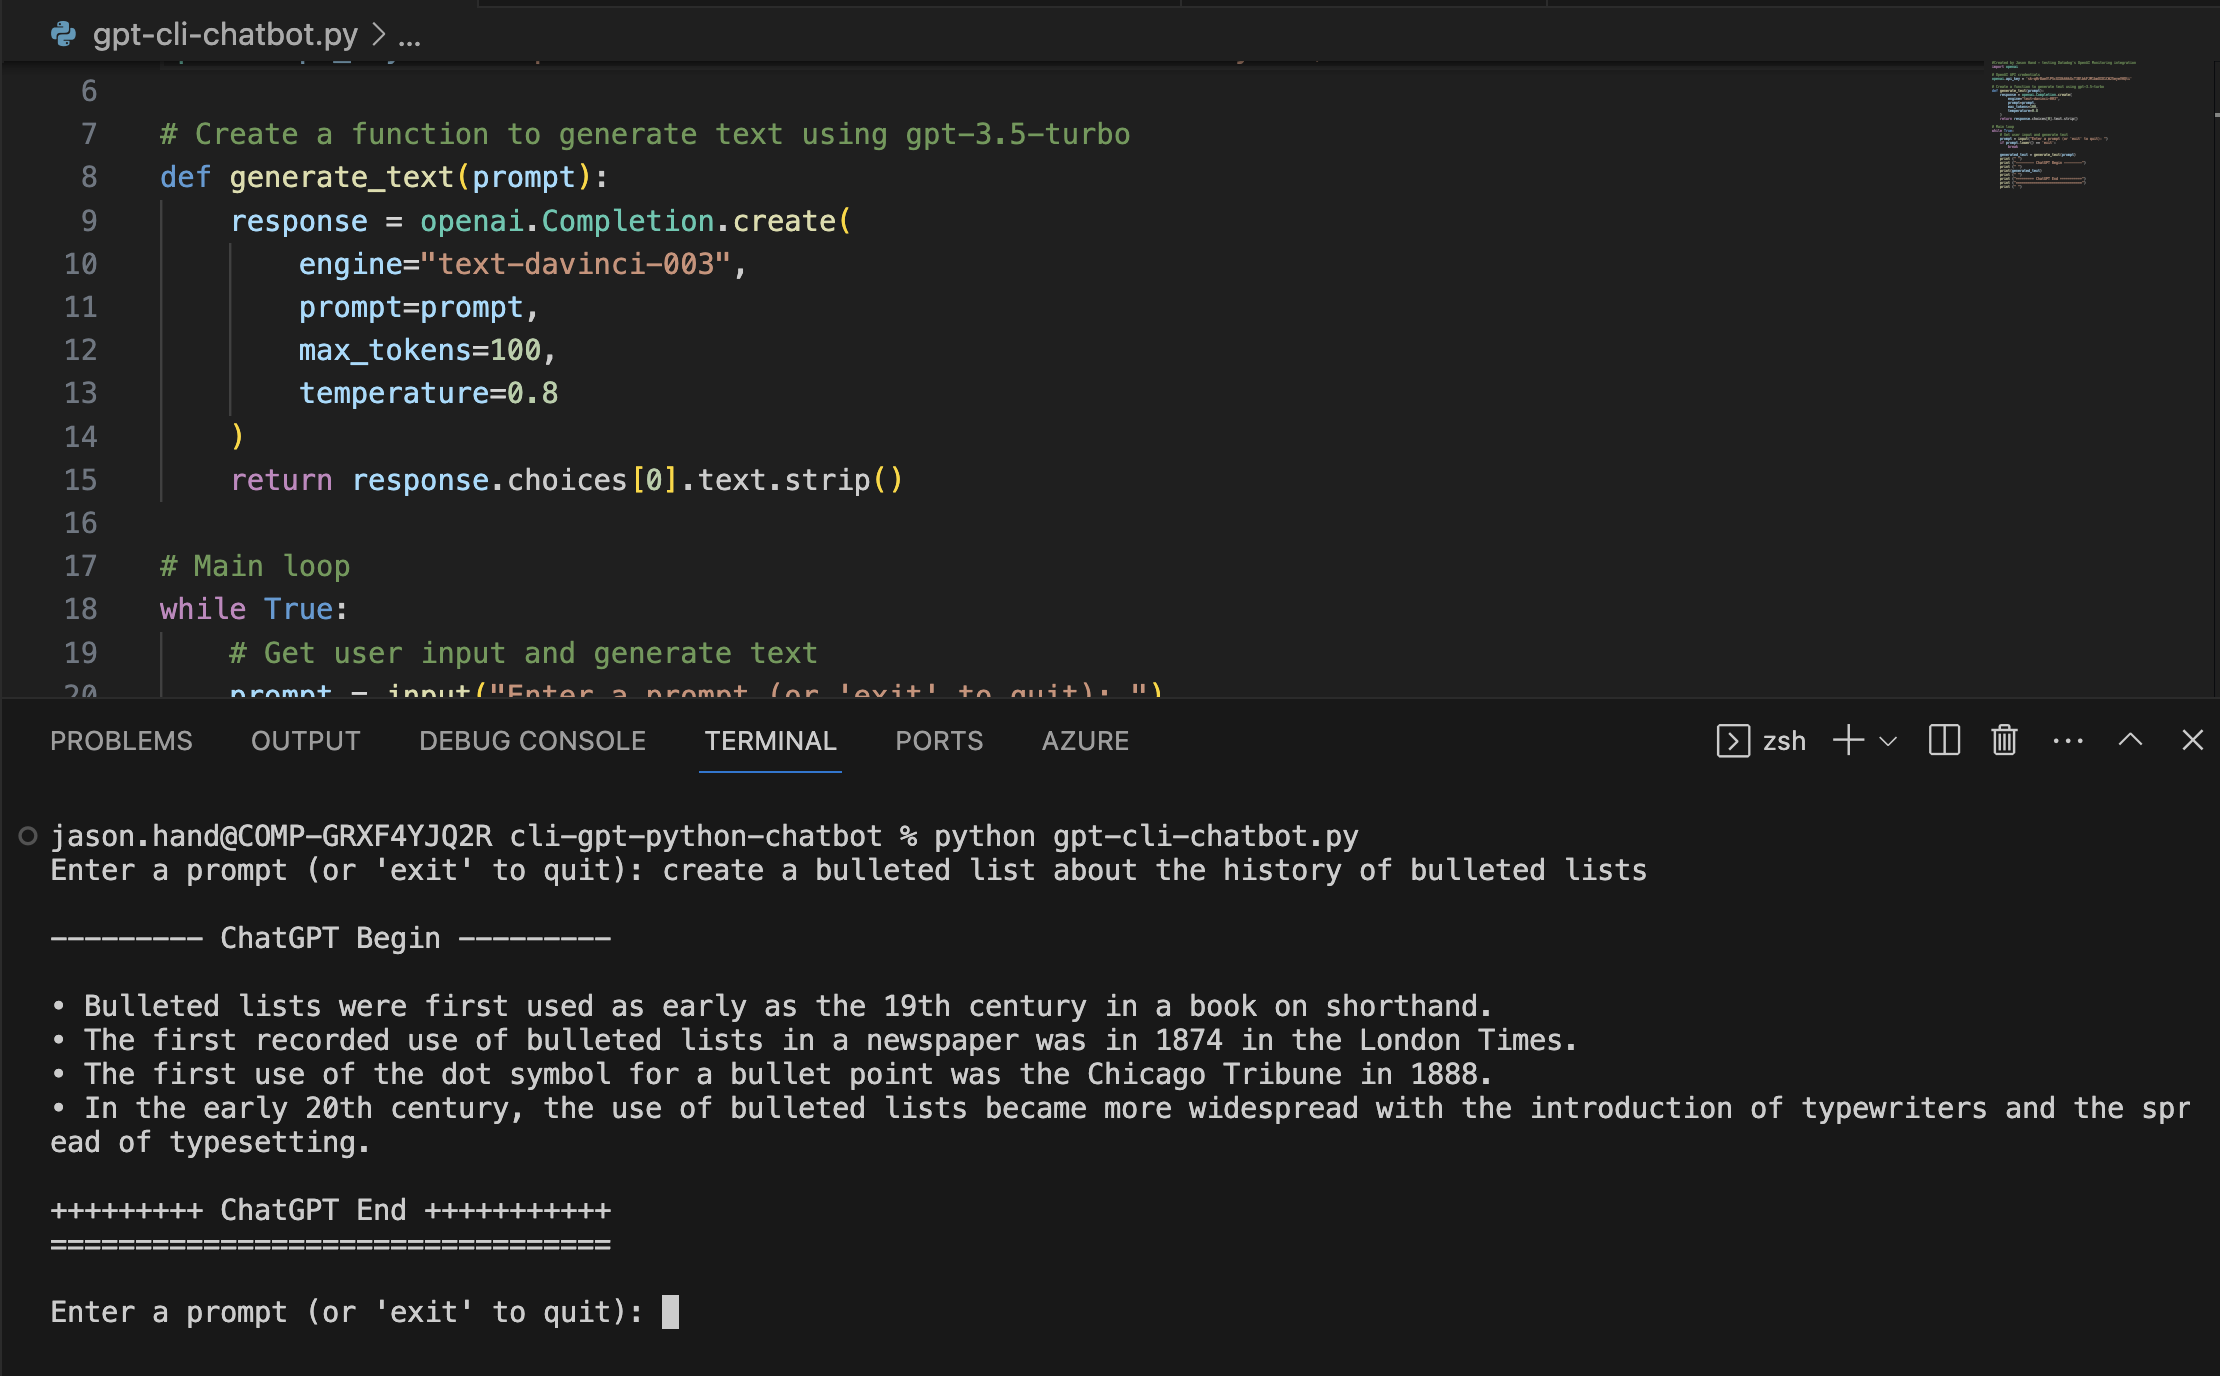 gpt-cli-chatbot.py > ...
6
7 # Create a function to generate text using gpt-3.5-turbo
8 def generate_text(prompt):
9     response = openai.Completion.create(
10         engine="text-davinci-003",
11         prompt=prompt,
12         max_tokens=100,
13         temperature=0.8
14     )
15     return response.choices[0].text.strip()
16
17 # Main loop
18 while True:
19     # Get user input and generate text
20     prompt = input("Enter a prompt (or 'exit' to quit): ")
PROBLEMS OUTPUT DEBUG CONSOLE TERMINAL PORTS AZURE zsh
jason.hand@COMP-GRXF4YJQ2R cli-gpt-python-chatbot % python gpt-cli-chatbot.py
Enter a prompt (or 'exit' to quit): create a bulleted list about the history of bulleted lists
--------- ChatGPT Begin ---------
• Bulleted lists were first used as early as the 19th century in a book on shorthand.
• The first recorded use of bulleted lists in a newspaper was in 1874 in the London Times.
• The first use of the dot symbol for a bullet point was the Chicago Tribune in 1888.
• In the early 20th century, the use of bulleted lists became more widespread with the introduction of typewriters and the spr
ead of typesetting.
+++++++++ ChatGPT End +++++++++++
=================================
Enter a prompt (or 'exit' to quit):